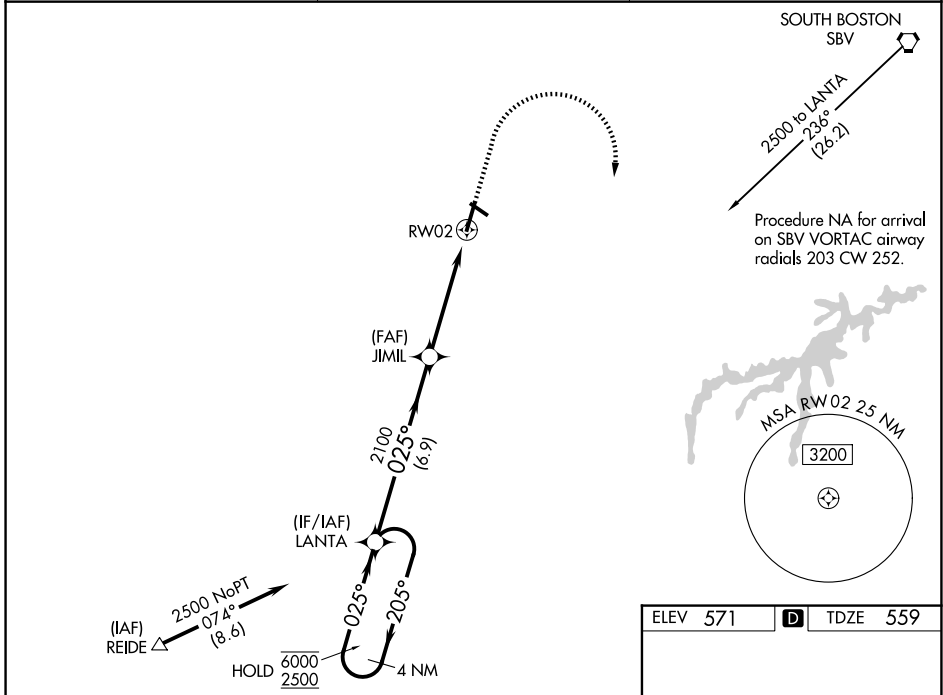 SOUTH BOSTON
SBV
2500 to LANTA
236°
(26.2)
Procedure NA for arrival
on SBV VORTAC airway
radials 203 CW 252.
RW02
(FAF)
JIMIL
2100
025°
(6.9)
MSA RW02 25 NM
3200
(IF/IAF)
LANTA
2500 NoPT
074°
(8.6)
(IAF)
REIDE
025°
205°
HOLD 6000
2500
4 NM
ELEV 571 D TDZE 559